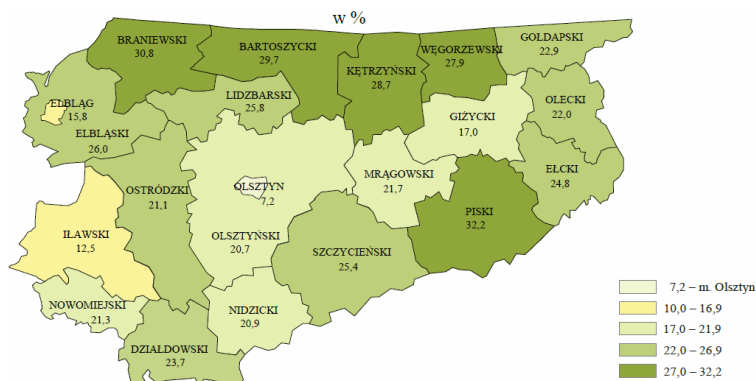 w %
BRANIEWSKI
30,8
BARTOSZYCKI
29,7
KĘTRZYŃSKI
28,7
WĘGORZEWSKI
27,9
GOŁDAPSKI
22,9
ELBLĄG
15,8
ELBLĄSKI
26,0
LIDZBARSKI
25,8
GIŻYCKI
17,0
OLECKI
22,0
OSTRÓDZKI
21,1
OLSZTYN
7,2
MRĄGOWSKI
21,7
EŁCKI
24,8
IŁAWSKI
12,5
OLSZTYŃSKI
20,7
SZCZYCIEŃSKI
25,4
PISKI
32,2
NOWOMIEJSKI
21,3
NIDZICKI
20,9
DZIAŁDOWSKI
23,7
7,2 – m. Olsztyn
10,0 – 16,9
17,0 – 21,9
22,0 – 26,9
27,0 – 32,2